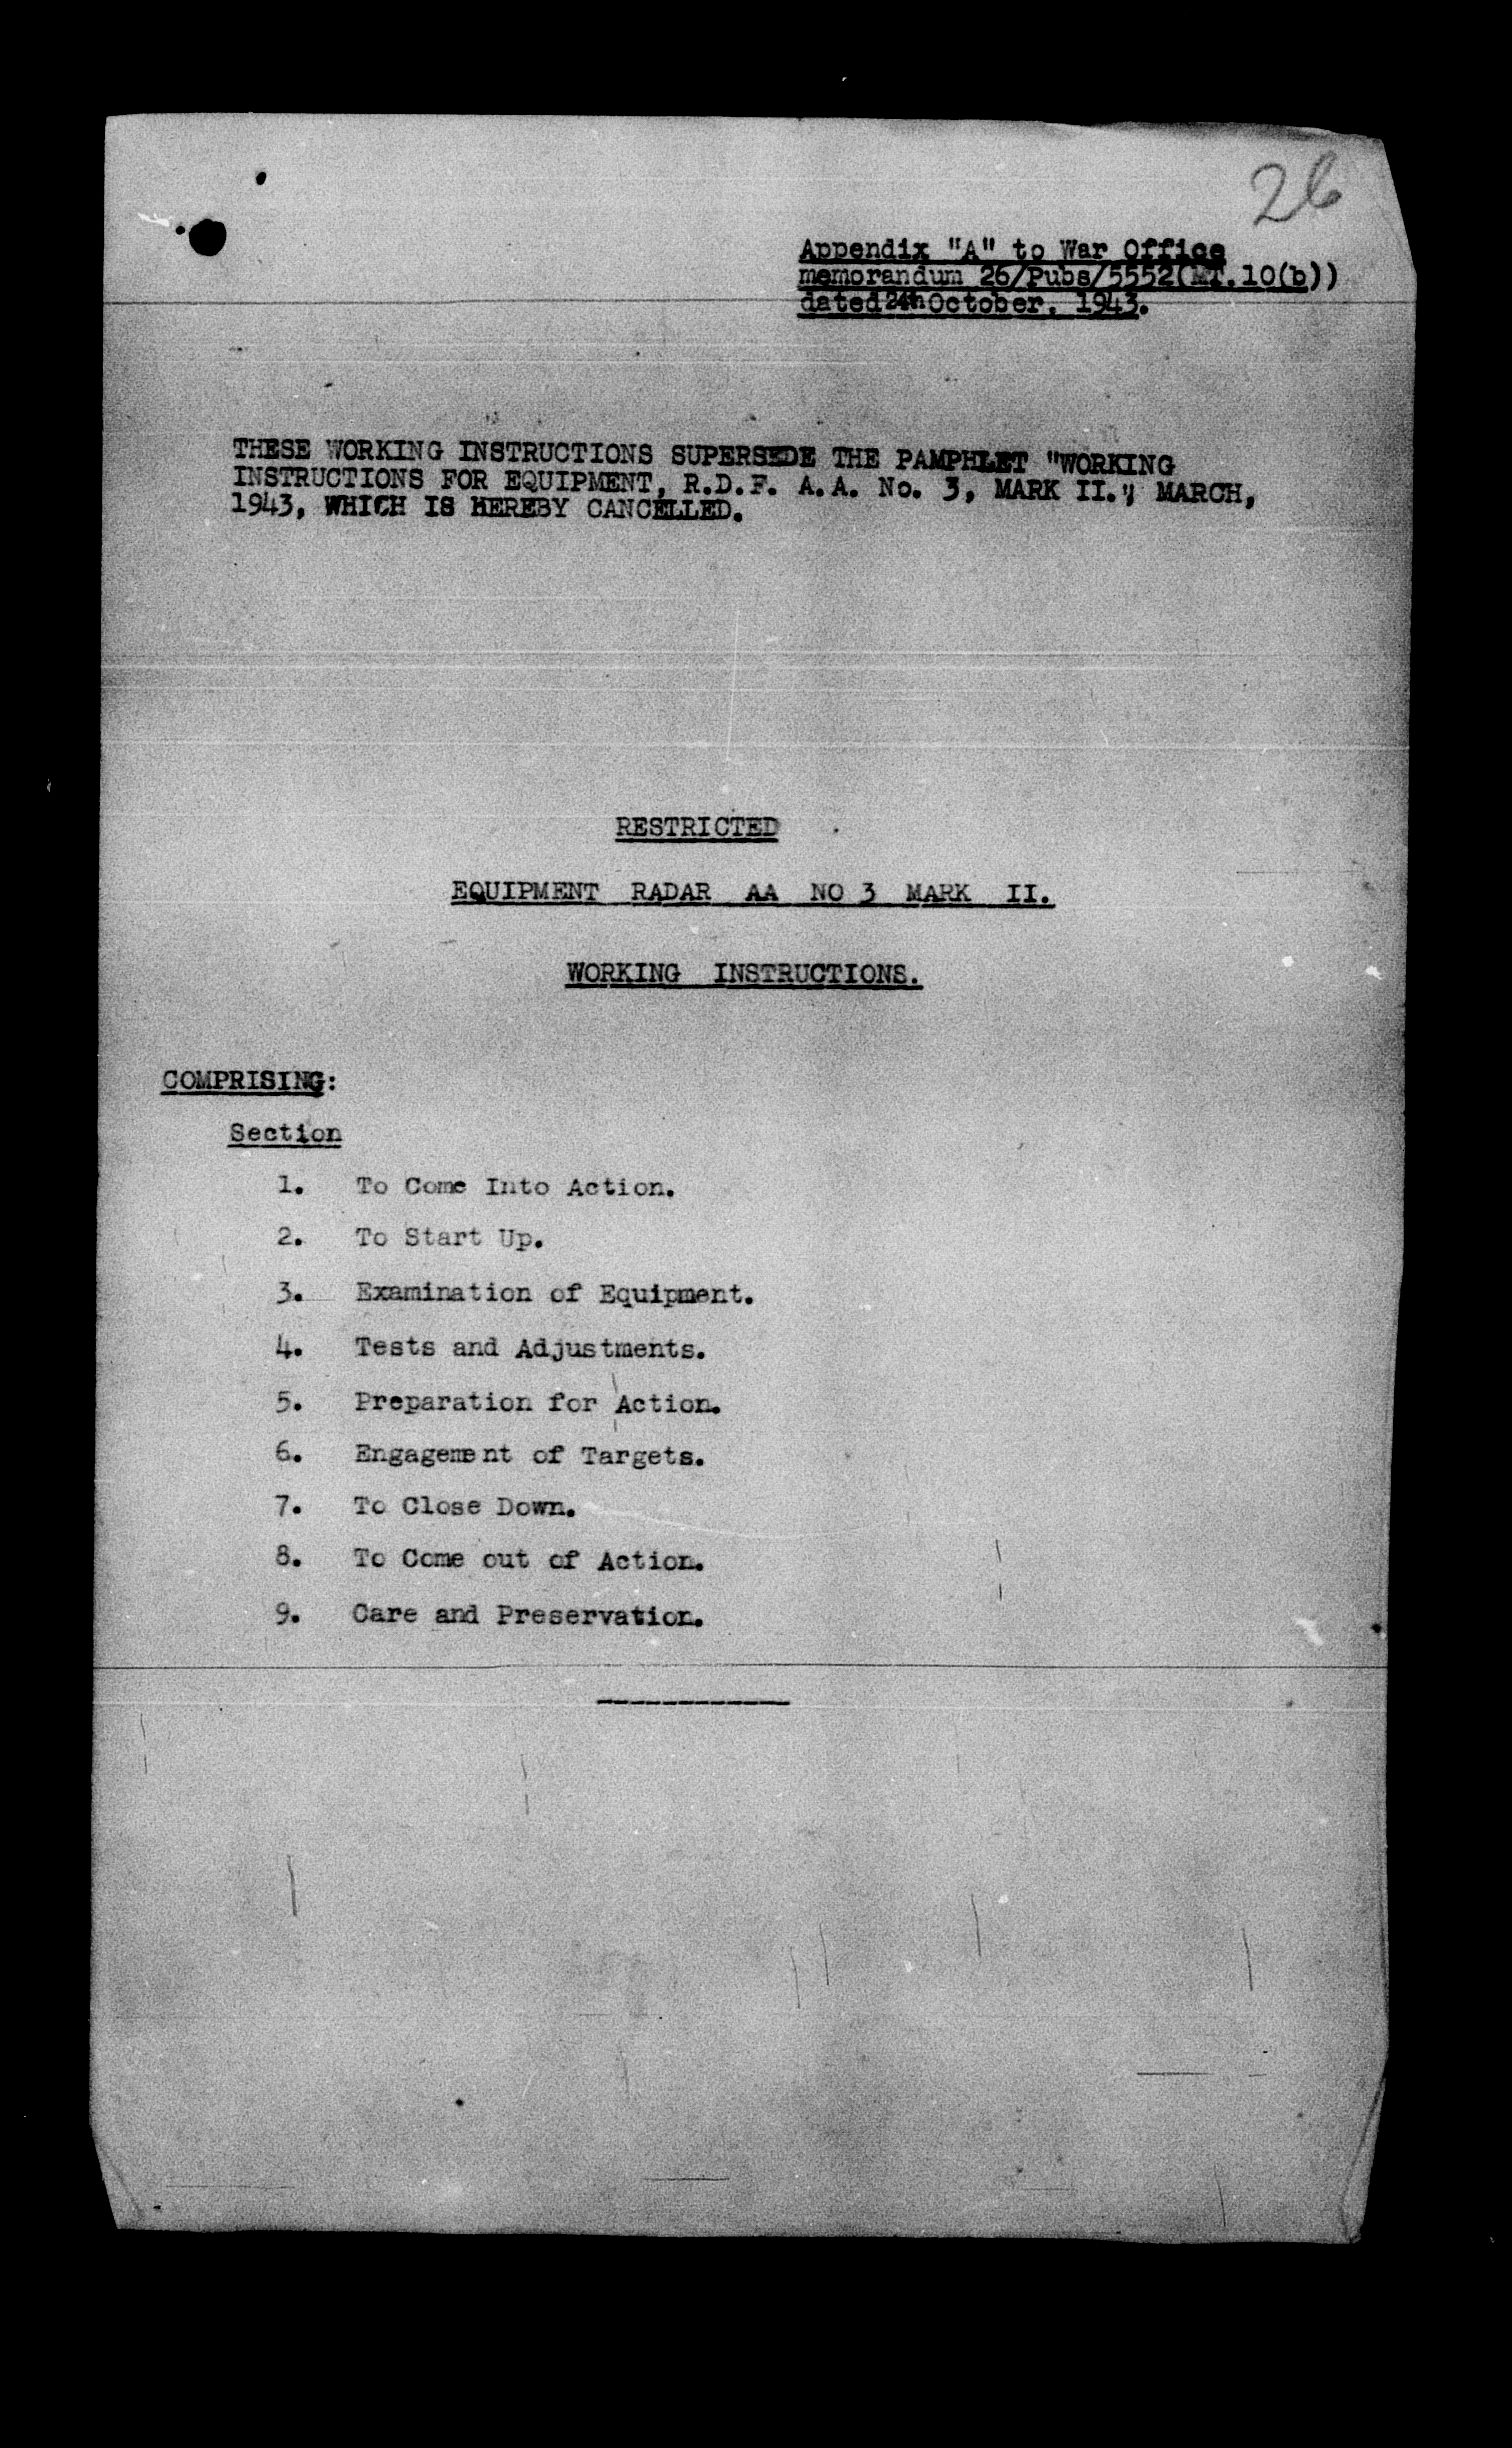 26
Appendix "A" to War Office
memorandum 26/Pubs/5552(MT.10(b))
dated 24th October, 1943.
THESE WORKING INSTRUCTIONS SUPERSEDE THE PAMPHLET "WORKING
INSTRUCTIONS FOR EQUIPMENT, R.D.F. A.A. No. 3, MARK II.", MARCH,
1943, WHICH IS HEREBY CANCELLED.
RESTRICTED
EQUIPMENT RADAR AA NO 3 MARK II.
WORKING INSTRUCTIONS.
COMPRISING:
Section
1. To Come Into Action.
2. To Start Up.
3. Examination of Equipment.
4. Tests and Adjustments.
5. Preparation for Action.
6. Engagement of Targets.
7. To Close Down.
8. To Come out of Action.
9. Care and Preservation.